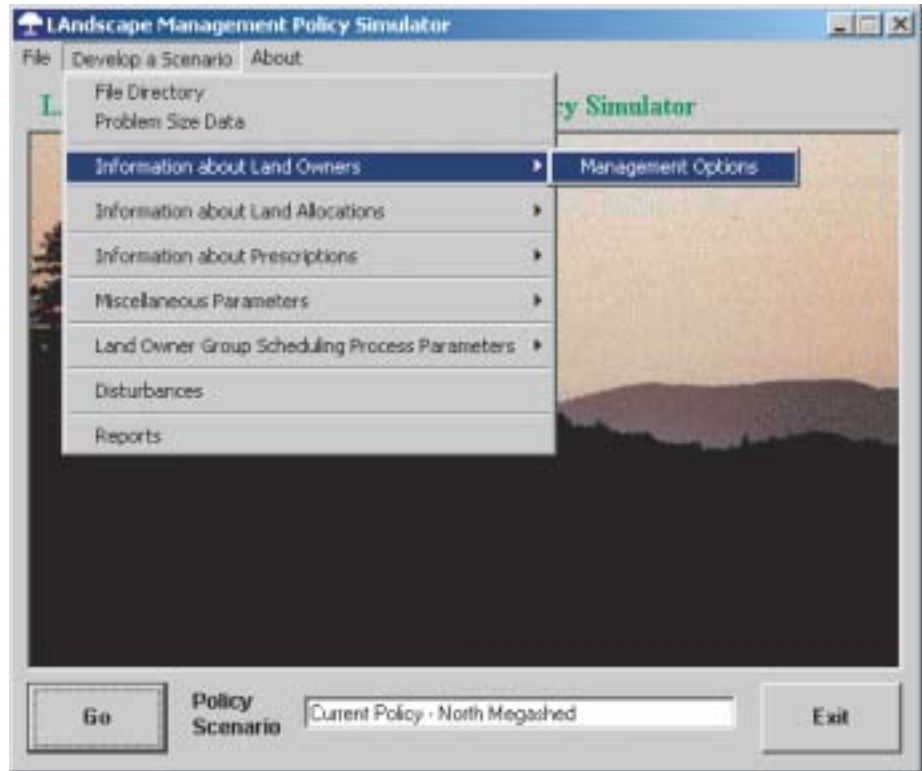 LAndscape Management Policy Simulator
File Develop a Scenario About
L
cy Simulator
File Directory
Problem Size Data
Information about Land Owners
Management Options
Information about Land Allocations
Information about Prescriptions
Miscellaneous Parameters
Land Owner Group Scheduling Process Parameters
Disturbances
Reports
Go
Policy
Scenario
Current Policy - North Megashed
Exit